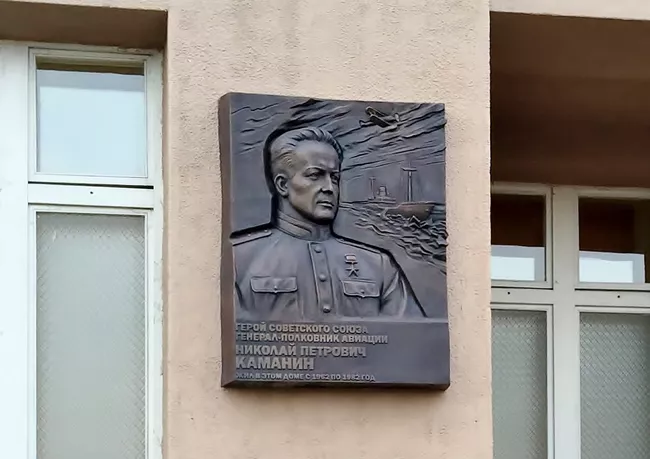 ГЕРОЙ СОВЕТСКОГО СОЮЗА
ГЕНЕРАЛ-ПОЛКОВНИК АВИАЦИИ
НИКОЛАЙ ПЕТРОВИЧ
КАМАНИН
ЖИЛ В ЭТОМ ДОМЕ С 1962 ПО 1982 ГОД